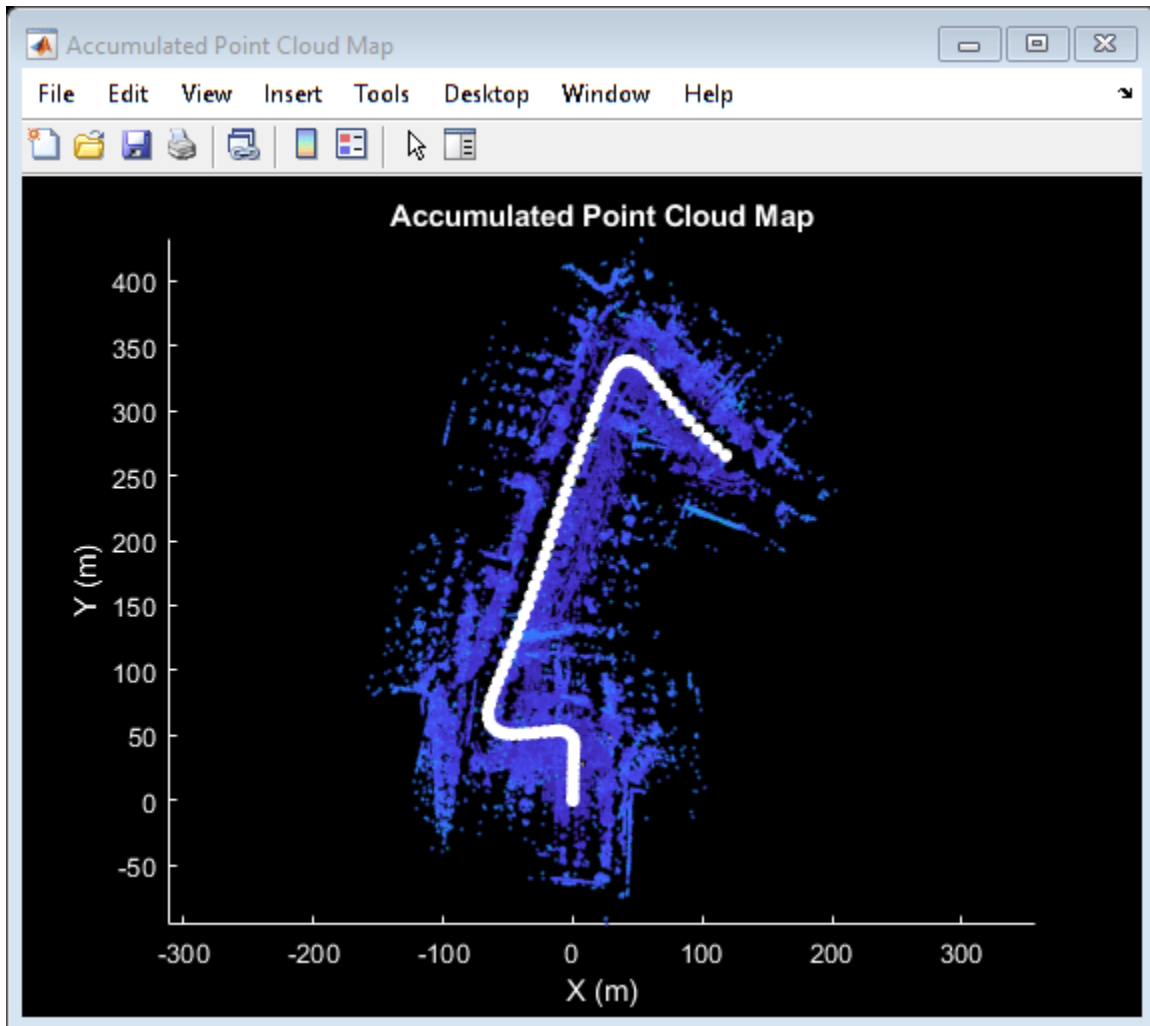 Accumulated Point Cloud Map
File Edit View Insert Tools Desktop Window Help
Accumulated Point Cloud Map
400
350
300
250
200
150
100
50
0
-50
Y (m)
-300 -200 -100 0 100 200 300
X (m)